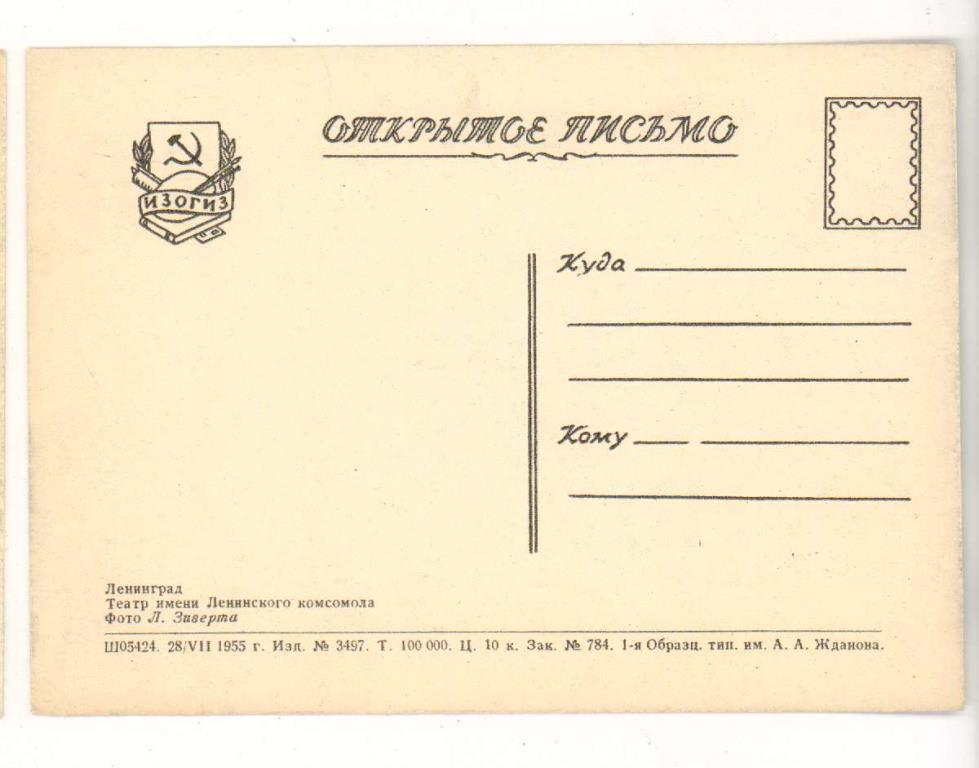 ОТКРЫТОЕ ПИСЬМО
ИЗОГИЗ
Куда
Кому
Ленинград
Театр имени Ленинского комсомола
Фото Л. Зиверта
Ш05424. 28/VII 1955 г. Изд. № 3497. Т. 100 000. Ц. 10 к. Зак. № 784. 1-я Образц. тип. им. А. А. Жданова.